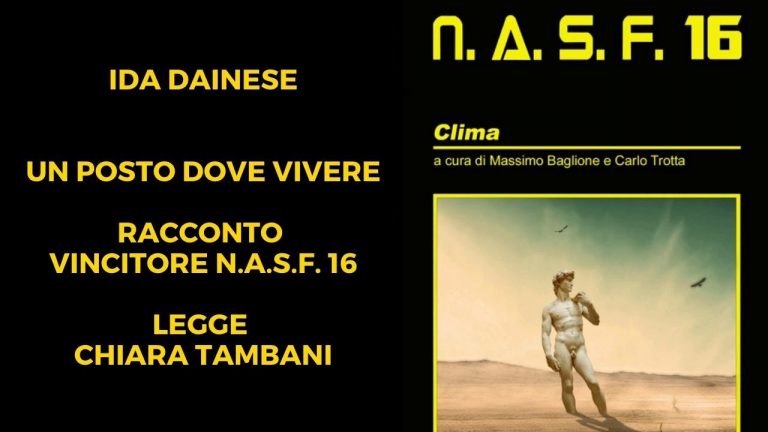 IDA DAINESE
UN POSTO DOVE VIVERE
RACCONTO
VINCITORE N.A.S.F. 16
LEGGE
CHIARA TAMBANI
N. A. S. F. 16
Clima
a cura di Massimo Baglione e Carlo Trotta